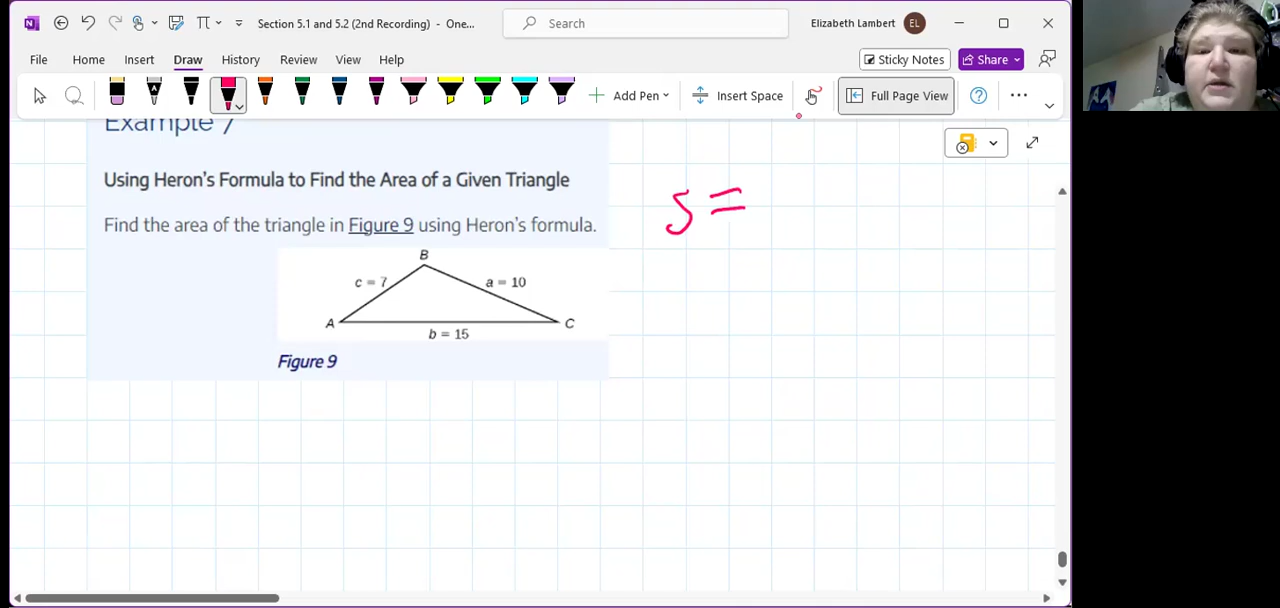 Section 5.1 and 5.2 (2nd Recording) - One...
Search
Elizabeth Lambert
EL
File Home Insert Draw History Review View Help
Sticky Notes
Share
Add Pen
Insert Space
Full Page View
Example 7
Using Heron's Formula to Find the Area of a Given Triangle
Find the area of the triangle in Figure 9 using Heron's formula.
B
c = 7
a = 10
A
C
b = 15
Figure 9
s =